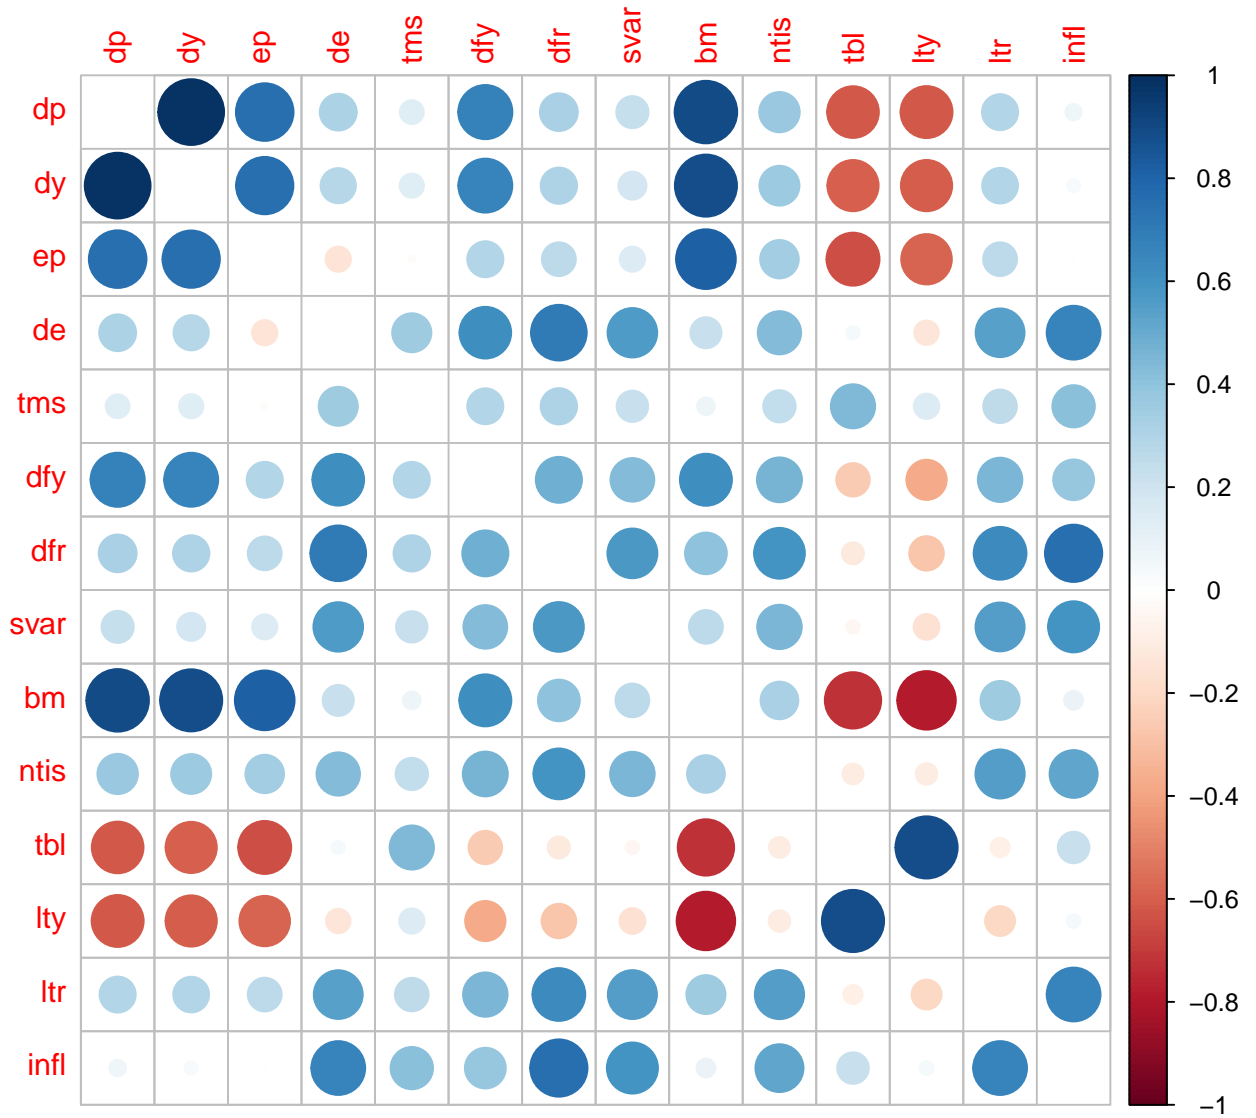 dp dy ep de tms dfy dfr svar bm ntis tbl lty ltr infl
dp
dy
ep
de
tms
dfy
dfr
svar
bm
ntis
tbl
lty
ltr
infl
1
0.8
0.6
0.4
0.2
0
−0.2
−0.4
−0.6
−0.8
−1